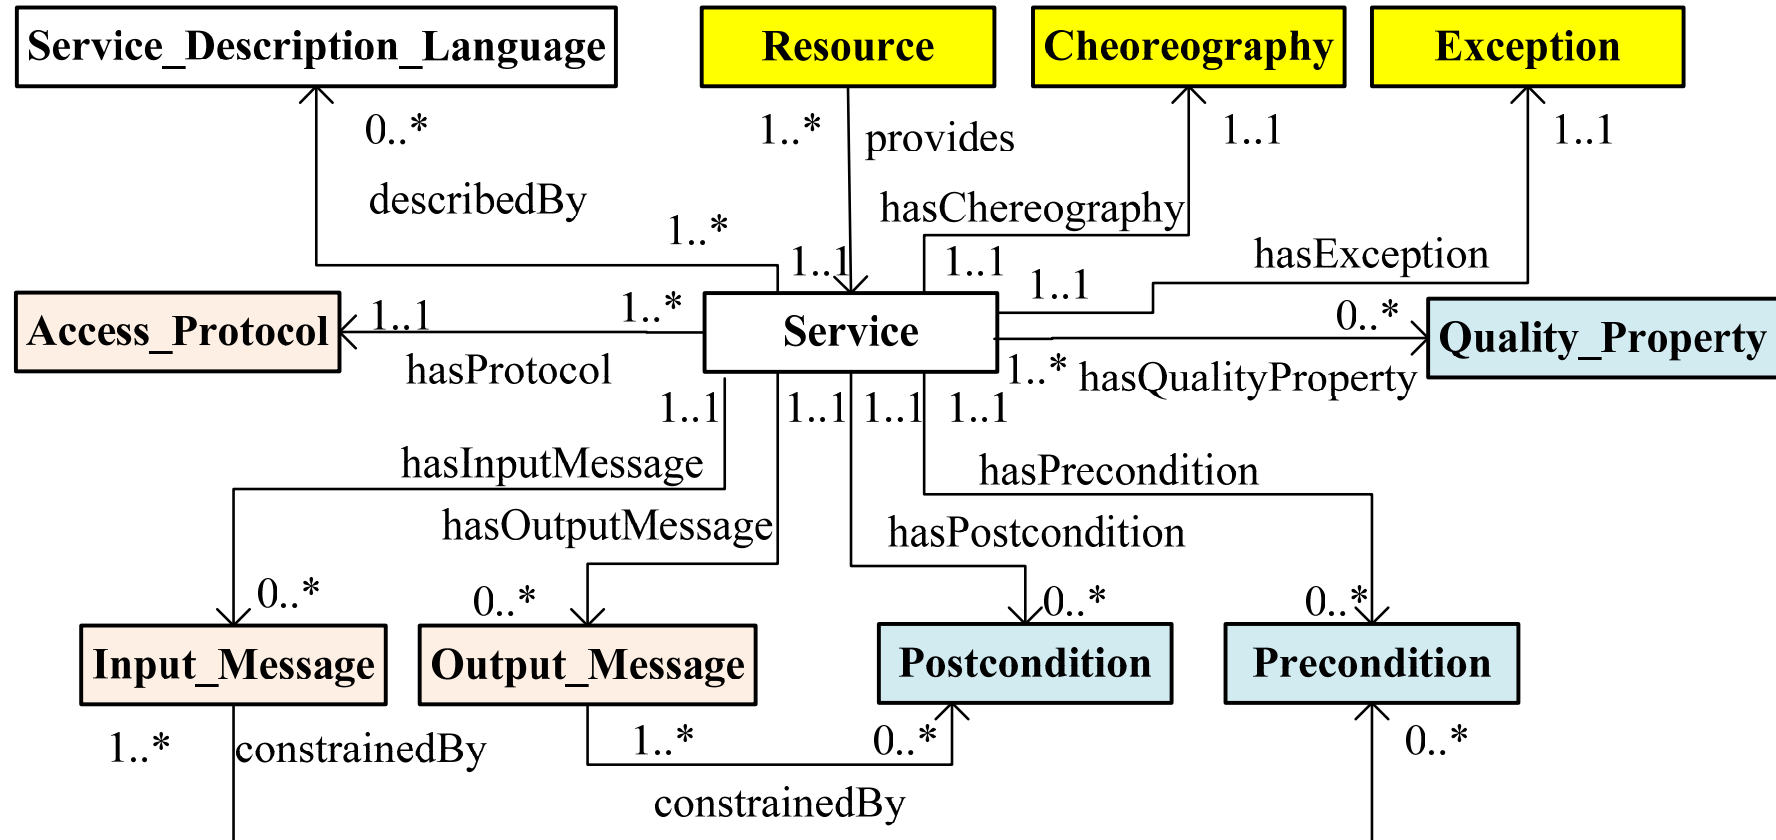 Service_Description_Language
Resource
Cheoreography
Exception
0..*
1..*
provides
1..1
1..1
describedBy
hasChereography
1..*
1..1
1..1
hasException
1..1
Access_Protocol
1..1
1..*
Service
0..*
Quality_Property
hasProtocol
1..*
hasQualityProperty
1..1
1..1
1..1
1..1
hasInputMessage
hasPrecondition
hasOutputMessage
hasPostcondition
0..*
0..*
0..*
0..*
Input_Message
Output_Message
Postcondition
Precondition
1..*
constrainedBy
1..*
0..*
0..*
constrainedBy